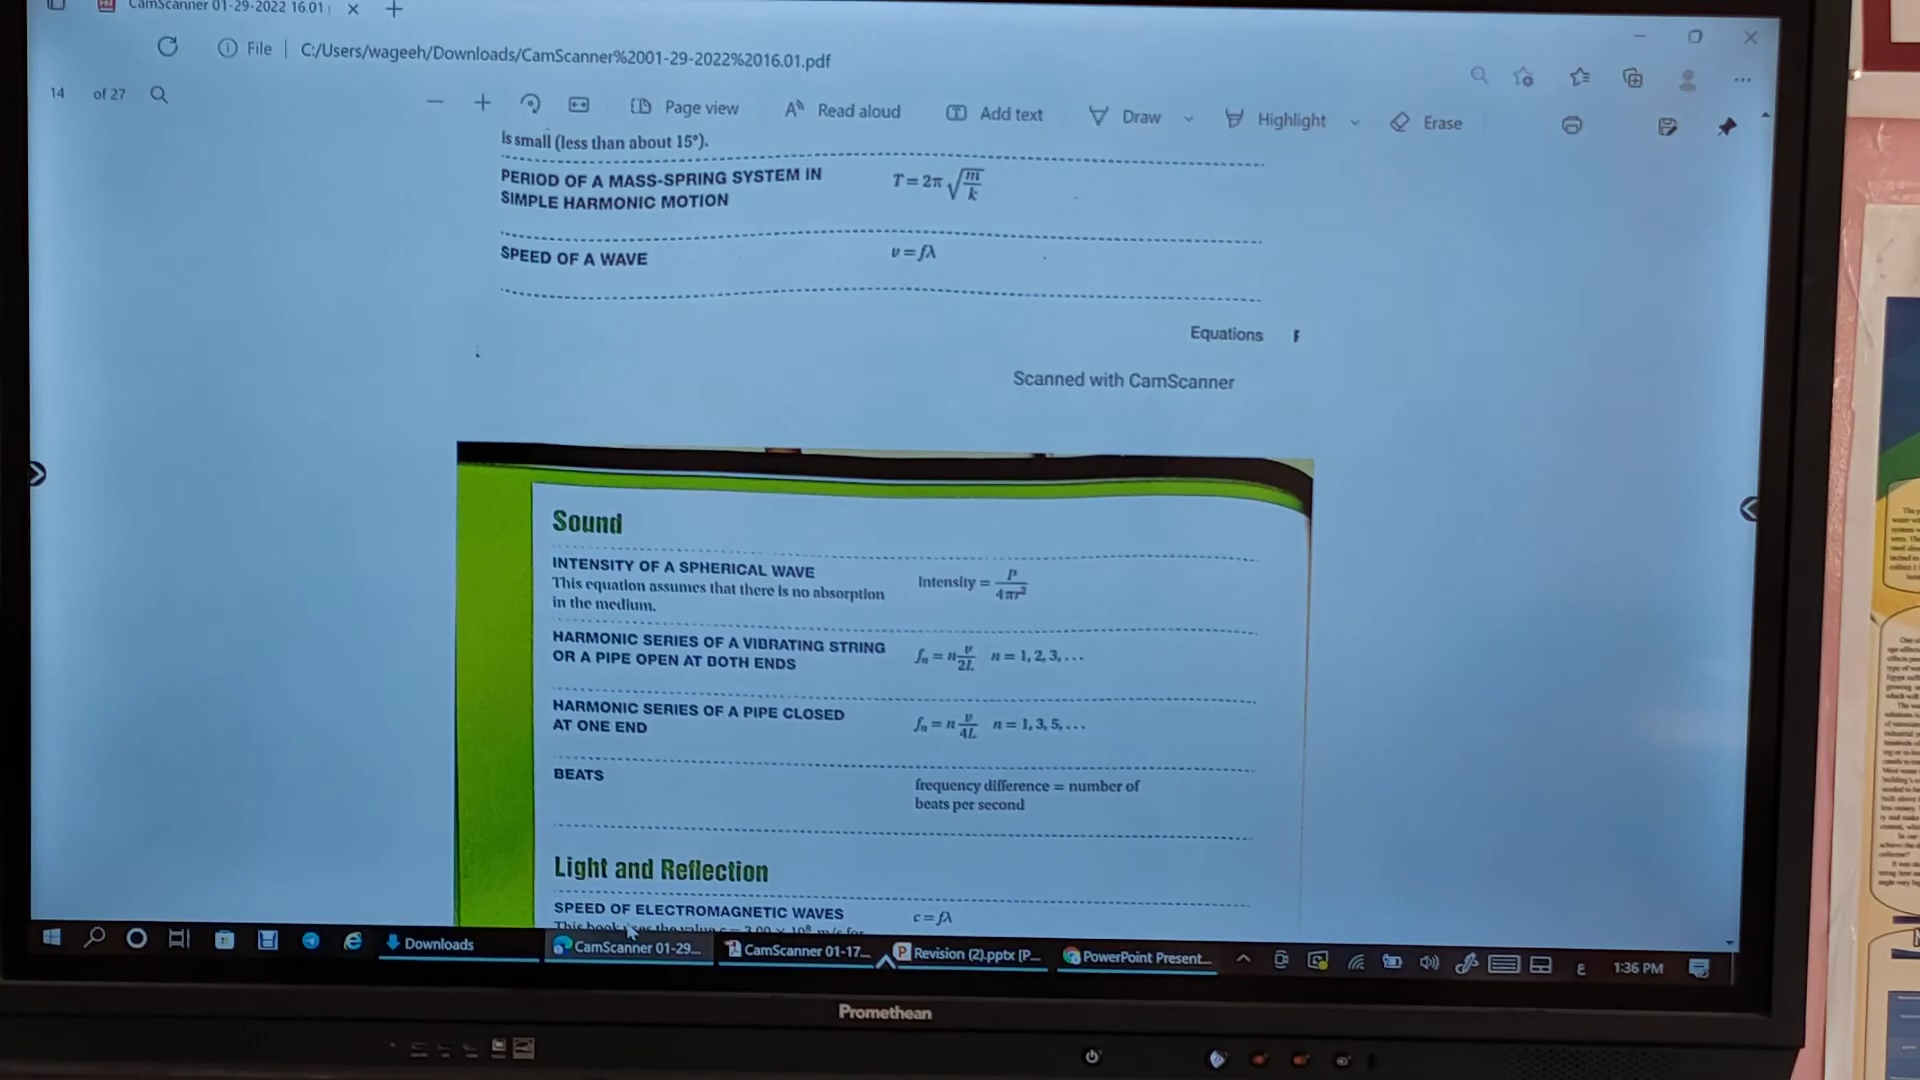 CamScanner 01-29-2022 16.01
File
C:/Users/wageeh/Downloads/CamScanner%2001-29-2022%2016.01.pdf
14 of 27
Page view
Read aloud
Add text
Draw
Highlight
Erase
is small (less than about 15°).
PERIOD OF A MASS-SPRING SYSTEM IN
SIMPLE HARMONIC MOTION
T = 2π √(m/k)
SPEED OF A WAVE
v = fλ
Equations
Scanned with CamScanner
Sound
INTENSITY OF A SPHERICAL WAVE
This equation assumes that there is no absorption
in the medium.
Intensity = P/4πr²
HARMONIC SERIES OF A VIBRATING STRING
OR A PIPE OPEN AT BOTH ENDS
fₙ = n v/2L n = 1, 2, 3, . . .
HARMONIC SERIES OF A PIPE CLOSED
AT ONE END
fₙ = n v/4L n = 1, 3, 5, . . .
BEATS
frequency difference = number of
beats per second
Light and Reflection
SPEED OF ELECTROMAGNETIC WAVES
c = fλ
Downloads
CamScanner 01-29...
CamScanner 01-17...
Revision (2).pptx [P...
PowerPoint Present...
ع
1:36 PM
Promethean